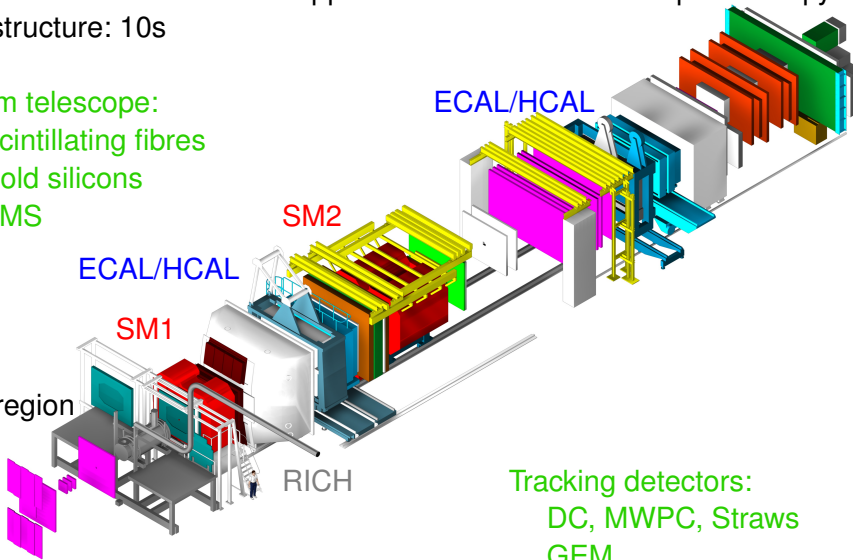 structure: 10s
telescope:
cintillating fibres
old silicons
MS
ECAL/HCAL
SM2
ECAL/HCAL
SM1
region
RICH
Tracking detectors:
DC, MWPC, Straws
GEM